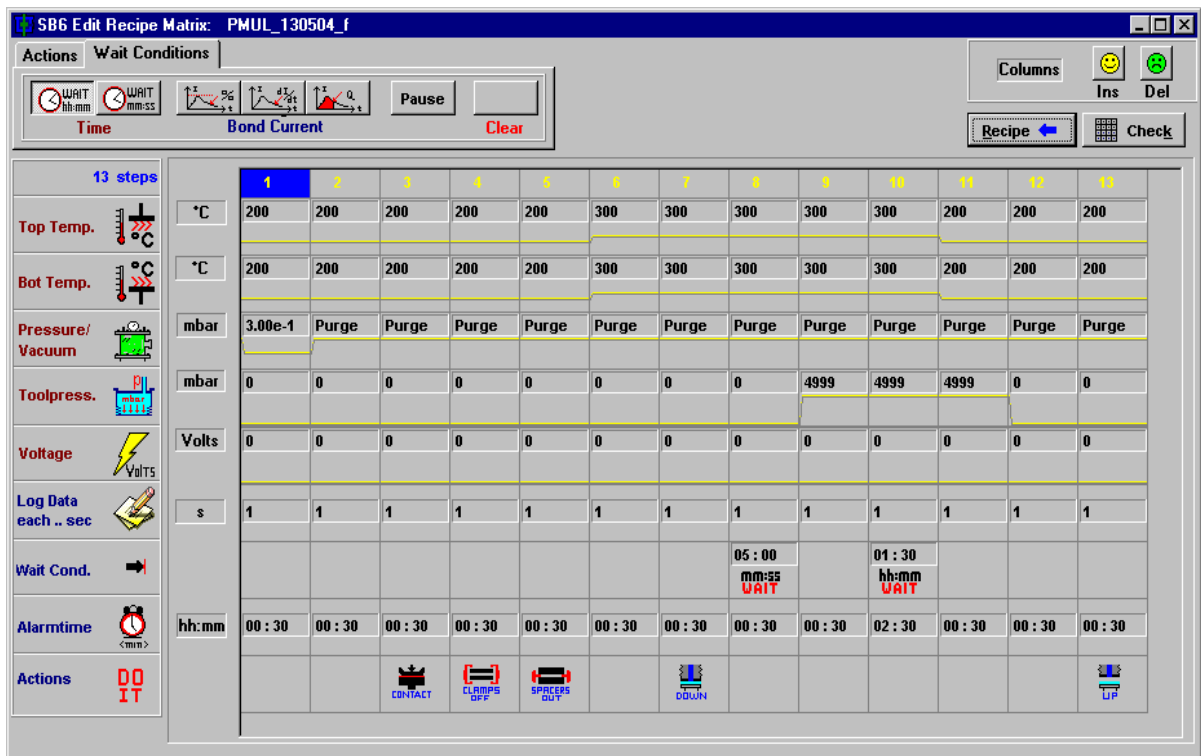 SB6 Edit Recipe Matrix: PMUL_130504_f
Actions Wait Conditions
WAIT hh:mm WAIT mm:ss I % t I dI/dt t I Q t Pause
Time Bond Current Clear
Columns Ins Del
Recipe Check
13 steps 1 2 3 4 5 6 7 8 9 10 11 12 13
Top Temp. °C °C 200 200 200 200 200 300 300 300 300 300 200 200 200
Bot Temp. °C °C 200 200 200 200 200 300 300 300 300 300 200 200 200
Pressure/ mbar 3.00e-1 Purge Purge Purge Purge Purge Purge Purge Purge Purge Purge Purge Purge
Vacuum
Toolpress. p mbar mbar 0 0 0 0 0 0 0 0 4999 4999 4999 0 0
Voltage Volts Volts 0 0 0 0 0 0 0 0 0 0 0 0 0
Log Data
each .. sec s 1 1 1 1 1 1 1 1 1 1 1 1 1
Wait Cond. 05 : 00 01 : 30
mm:ss hh:mm
WAIT WAIT
Alarmtime <min> hh:mm 00 : 30 00 : 30 00 : 30 00 : 30 00 : 30 00 : 30 00 : 30 00 : 30 00 : 30 02 : 30 00 : 30 00 : 30 00 : 30
Actions DO IT CONTACT CLAMPS OFF SPACERS OUT DOWN UP